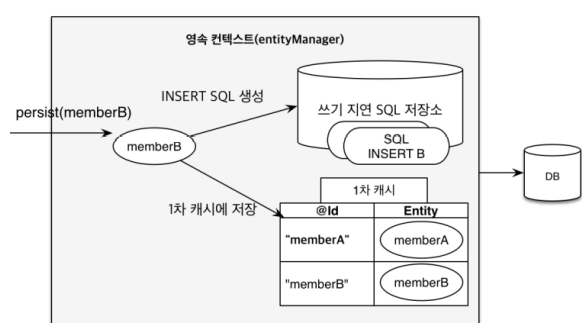 영속 컨텍스트(entityManager)
INSERT SQL 생성
쓰기 지연 SQL 저장소
persist(memberB)
SQL
INSERT B
memberB
DB
1차 캐시
1차 캐시에 저장
@Id
Entity
"memberA"
memberA
"memberB"
memberB